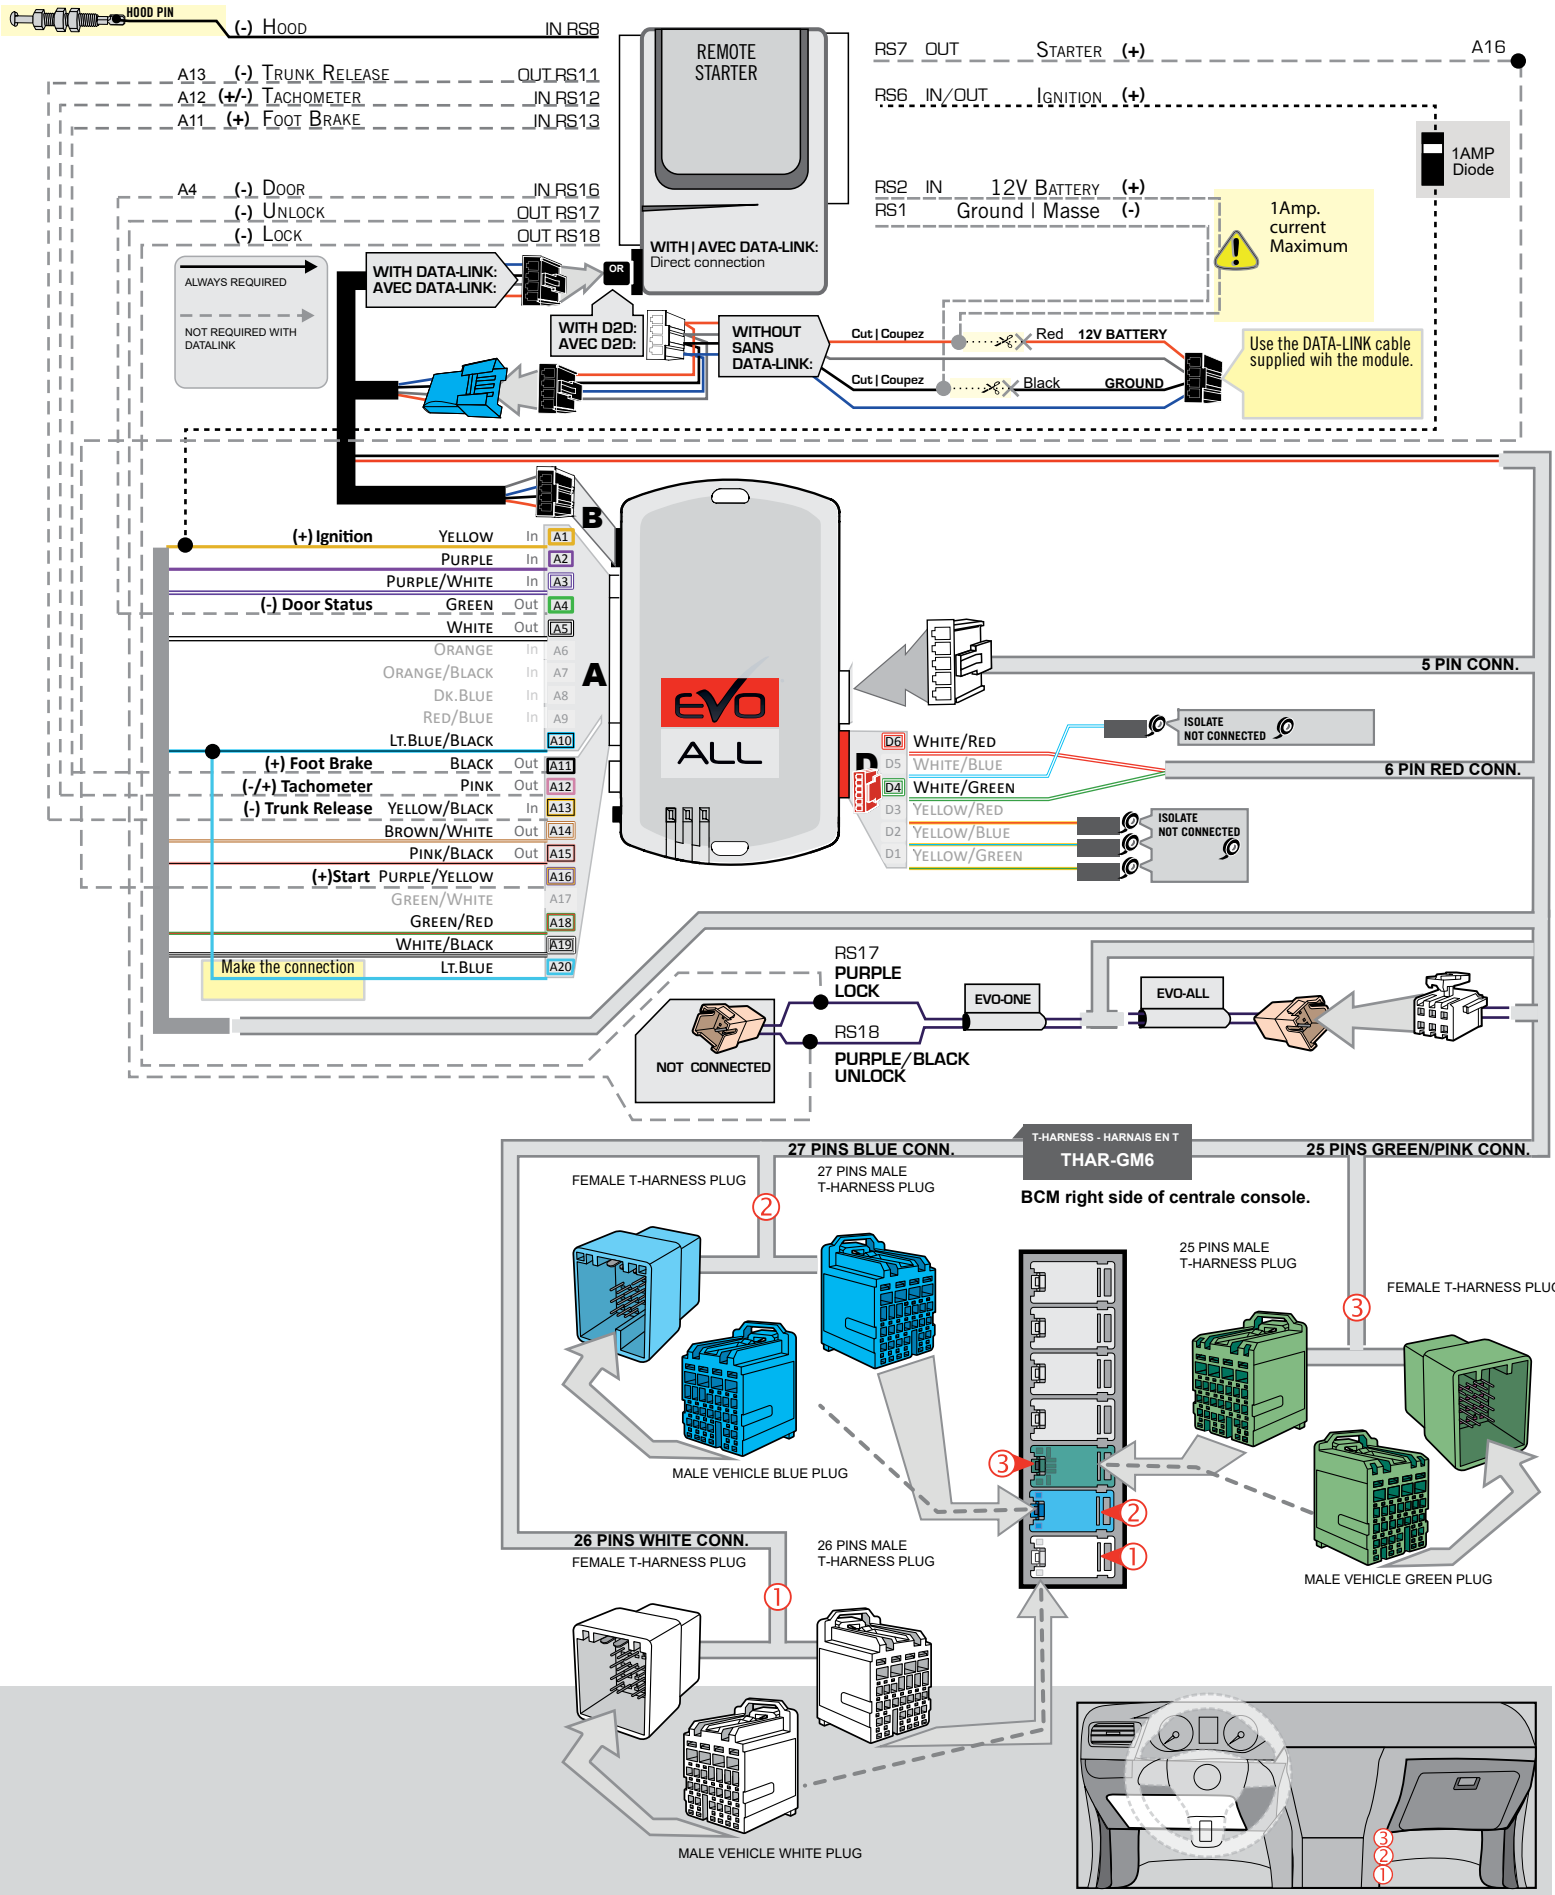 HOOD PIN
(-) HOOD IN RS8
A13 (-) TRUNK RELEASE OUT RS11
A12 (+/-) TACHOMETER IN RS12
A11 (+) FOOT BRAKE IN RS13
A4 (-) DOOR IN RS16
(-) UNLOCK OUT RS17
(-) LOCK OUT RS18
REMOTE
STARTER
WITH | AVEC DATA-LINK:
Direct connection
RS7 OUT STARTER (+) A16
RS6 IN/OUT IGNITION (+)
1AMP
Diode
RS2 IN 12V BATTERY (+)
RS1 Ground | Masse (-)
1Amp.
current
Maximum
ALWAYS REQUIRED
NOT REQUIRED WITH
DATALINK
WITH DATA-LINK:
AVEC DATA-LINK:
OR
WITH D2D:
AVEC D2D:
WITHOUT
SANS
DATA-LINK:
Cut | Coupez Red 12V BATTERY
Cut | Coupez Black GROUND
Use the DATA-LINK cable
supplied wih the module.
B
(+) Ignition YELLOW In A1
PURPLE In A2
PURPLE/WHITE In A3
(-) Door Status GREEN Out A4
WHITE Out A5
ORANGE In A6
ORANGE/BLACK In A7
DK.BLUE In A8
RED/BLUE In A9
LT.BLUE/BLACK A10
(+) Foot Brake BLACK Out A11
(-/+) Tachometer PINK Out A12
(-) Trunk Release YELLOW/BLACK In A13
BROWN/WHITE Out A14
PINK/BLACK Out A15
(+)Start PURPLE/YELLOW A16
GREEN/WHITE A17
GREEN/RED A18
WHITE/BLACK A19
Make the connection LT.BLUE A20
A
EVO
ALL
D
5 PIN CONN.
D6 WHITE/RED
D5 WHITE/BLUE
D4 WHITE/GREEN
D3 YELLOW/RED
D2 YELLOW/BLUE
D1 YELLOW/GREEN
ISOLATE
NOT CONNECTED
6 PIN RED CONN.
ISOLATE
NOT CONNECTED
RS17
PURPLE
LOCK
RS18
PURPLE/BLACK
UNLOCK
NOT CONNECTED
EVO-ONE
EVO-ALL
27 PINS BLUE CONN.
T-HARNESS - HARNAIS EN T
THAR-GM6
25 PINS GREEN/PINK CONN.
BCM right side of centrale console.
FEMALE T-HARNESS PLUG
2
27 PINS MALE
T-HARNESS PLUG
25 PINS MALE
T-HARNESS PLUG
3
FEMALE T-HARNESS PLUG
MALE VEHICLE BLUE PLUG
3
2
1
MALE VEHICLE GREEN PLUG
26 PINS WHITE CONN.
FEMALE T-HARNESS PLUG
1
26 PINS MALE
T-HARNESS PLUG
MALE VEHICLE WHITE PLUG
3
2
1